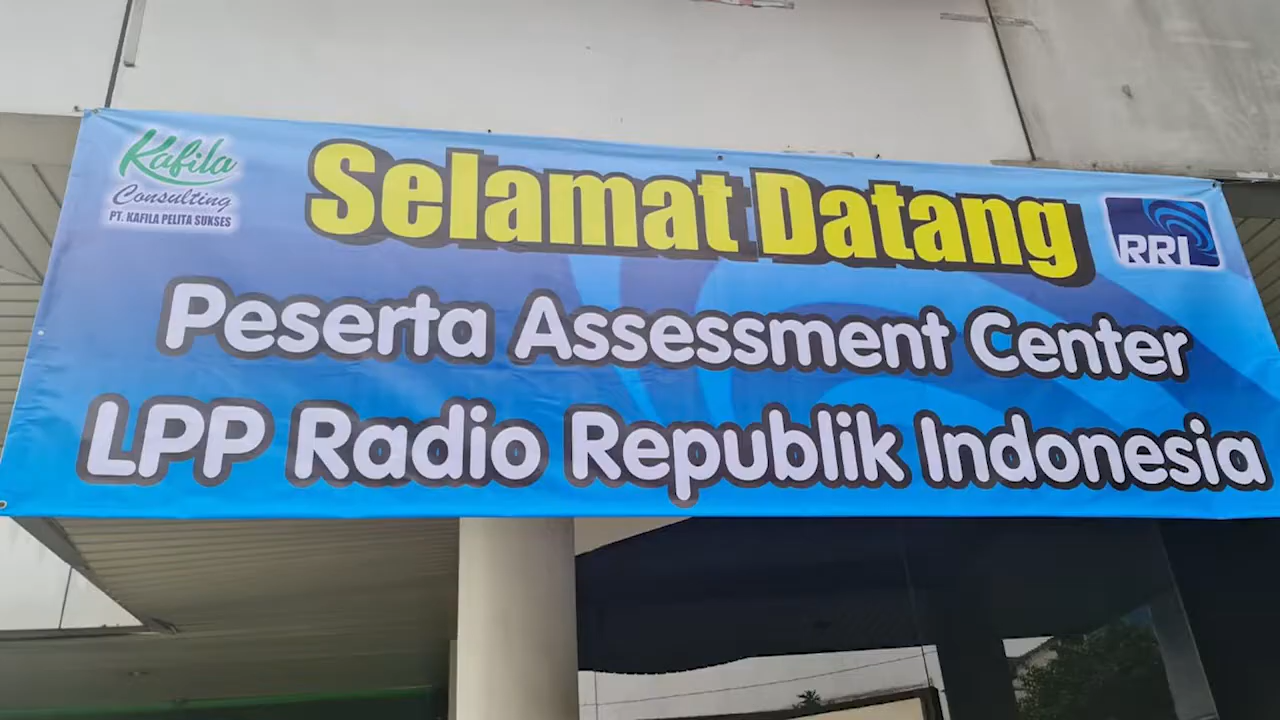 Kafila
Consulting
PT. KAFILA PELITA SUKSES
Selamat Datang
RRI
Peserta Assessment Center
LPP Radio Republik Indonesia